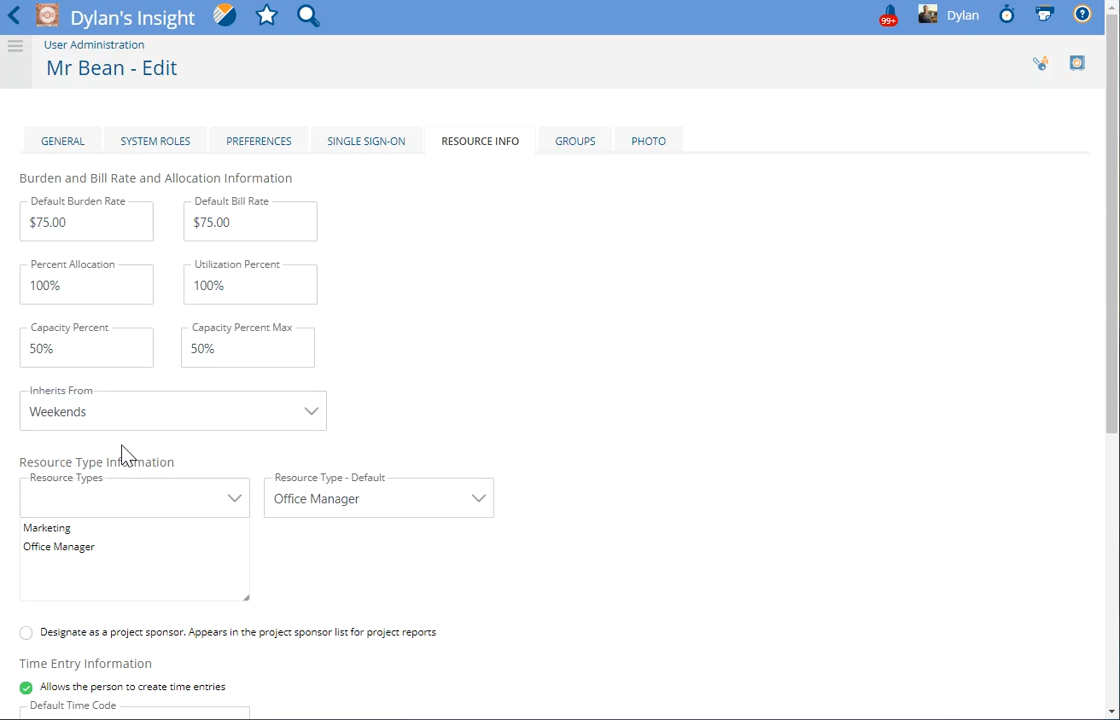 Dylan's Insight
99+
Dylan
User Administration
Mr Bean - Edit
GENERAL
SYSTEM ROLES
PREFERENCES
SINGLE SIGN-ON
RESOURCE INFO
GROUPS
PHOTO
Burden and Bill Rate and Allocation Information
Default Burden Rate
Default Bill Rate
$75.00
$75.00
Percent Allocation
Utilization Percent
100%
100%
Capacity Percent
Capacity Percent Max
50%
50%
Inherits From
Weekends
Resource Type Information
Resource Types
Resource Type - Default
Office Manager
Marketing
Office Manager
Designate as a project sponsor. Appears in the project sponsor list for project reports
Time Entry Information
Allows the person to create time entries
Default Time Code